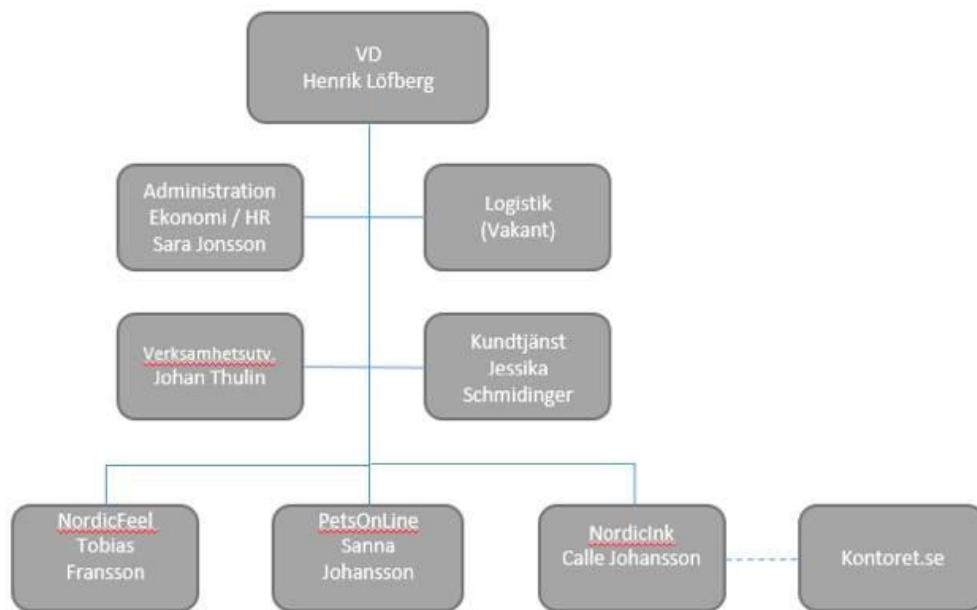 VD
Henrik Löfberg
Administration
Ekonomi / HR
Sara Jonsson
Logistik
(Vakant)
Verksamhetsutv.
Johan Thulin
Kundtjänst
Jessika
Schmidinger
NordicFeel
Tobias
Fransson
PetsOnLine
Sanna
Johansson
NordicInk
Calle Johansson
Kontoret.se